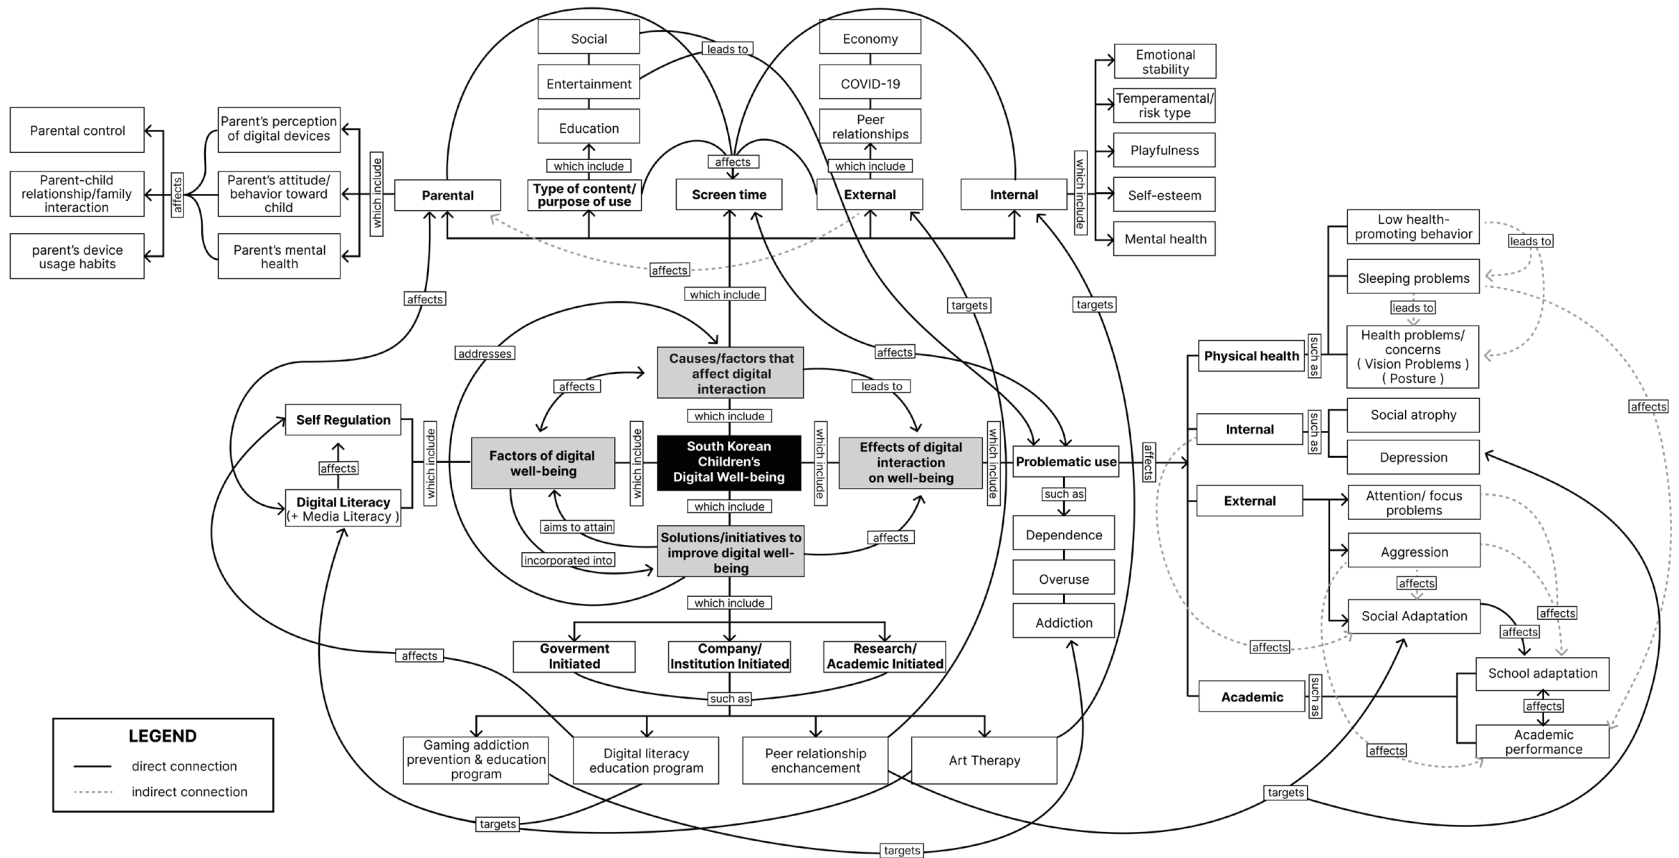 Social
Entertainment
Education
which include
Type of content/
purpose of use
leads to
Economy
COVID-19
Peer
relationships
which include
External
affects
Screen time
Internal
which include
Emotional
stability
Temperamental/
risk type
Playfulness
Self-esteem
Mental health
Parental control
Parent-child
relationship/family
interaction
parent's device
usage habits
affects
Parent's perception
of digital devices
Parent's attitude/
behavior toward
child
Parent's mental
health
which include
Parental
affects
affects
which include
targets
targets
addresses
affects
Causes/factors that
affect digital
interaction
affects
leads to
which include
Self Regulation
affects
Digital Literacy
(+ Media Literacy )
which include
Factors of digital
well-being
which include
South Korean
Children's
Digital Well-being
which include
Effects of digital
interaction
on well-being
which include
Problematic use
affects
such as
Dependence
Overuse
Addiction
which include
aims to attain
incorporated into
Solutions/initiatives to
improve digital well-
being
affects
which include
Goverment
Initiated
Company/
Institution Initiated
Research/
Academic Initiated
such as
affects
Gaming addiction
prevention & education
program
Digital literacy
education program
Peer relationship
enchancement
Art Therapy
targets
targets
targets
Physical health
such as
Low health-
promoting behavior
leads to
Sleeping problems
leads to
Health problems/
concerns
( Vision Problems )
( Posture )
affects
Internal
such as
Social atrophy
Depression
External
Attention/ focus
problems
Aggression
affects
Social Adaptation
affects
affects
affects
Academic
such as
School adaptation
affects
Academic
performance
affects
LEGEND
direct connection
indirect connection